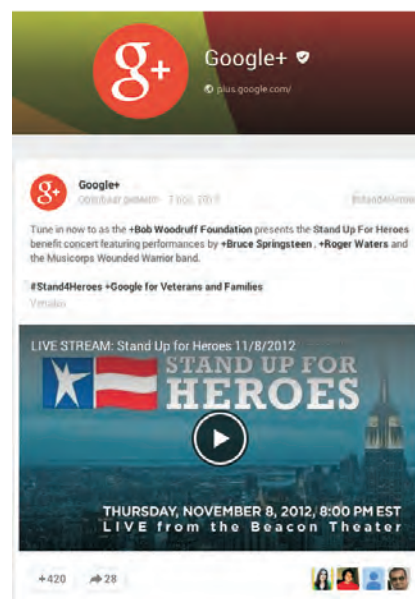 g+
Google+
plus.google.com/
g+
Google+
#stand4Heroes
Tune in now to as the +Bob Woodruff Foundation presents the Stand Up For Heroes
benefit concert featuring performances by +Bruce Springsteen , +Roger Waters and
the Musicorps Wounded Warrior band.
#Stand4Heroes +Google for Veterans and Families
LIVE STREAM: Stand Up for Heroes 11/8/2012
STAND UP FOR
HEROES
THURSDAY, NOVEMBER 8, 2012, 8:00 PM EST
LIVE from the Beacon Theater
+420
28